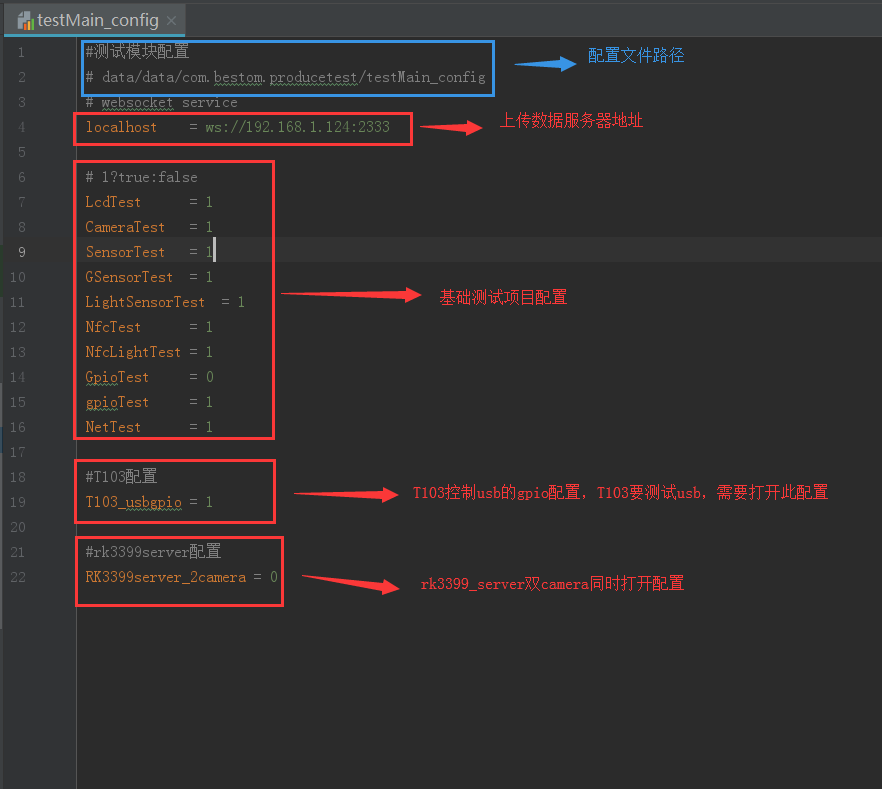 testMain_config
1 #测试模块配置
配置文件路径
2 # data/data/com.bestom.producetest/testMain_config
3 # websocket service
4 localhost = ws://192.168.1.124:2333
上传数据服务器地址
5
6 # 1?true:false
7 LcdTest = 1
8 CameraTest = 1
9 SensorTest = 1
10 GSensorTest = 1
11 LightSensorTest = 1
基础测试项目配置
12 NfcTest = 1
13 NfcLightTest = 1
14 GpioTest = 0
15 gpioTest = 1
16 NetTest = 1
17
18 #T103配置
19 T103_usbgpio = 1
T103控制usb的gpio配置，T103要测试usb，需要打开此配置
20
21 #rk3399server配置
22 RK3399server_2camera = 0
rk3399_server双camera同时打开配置